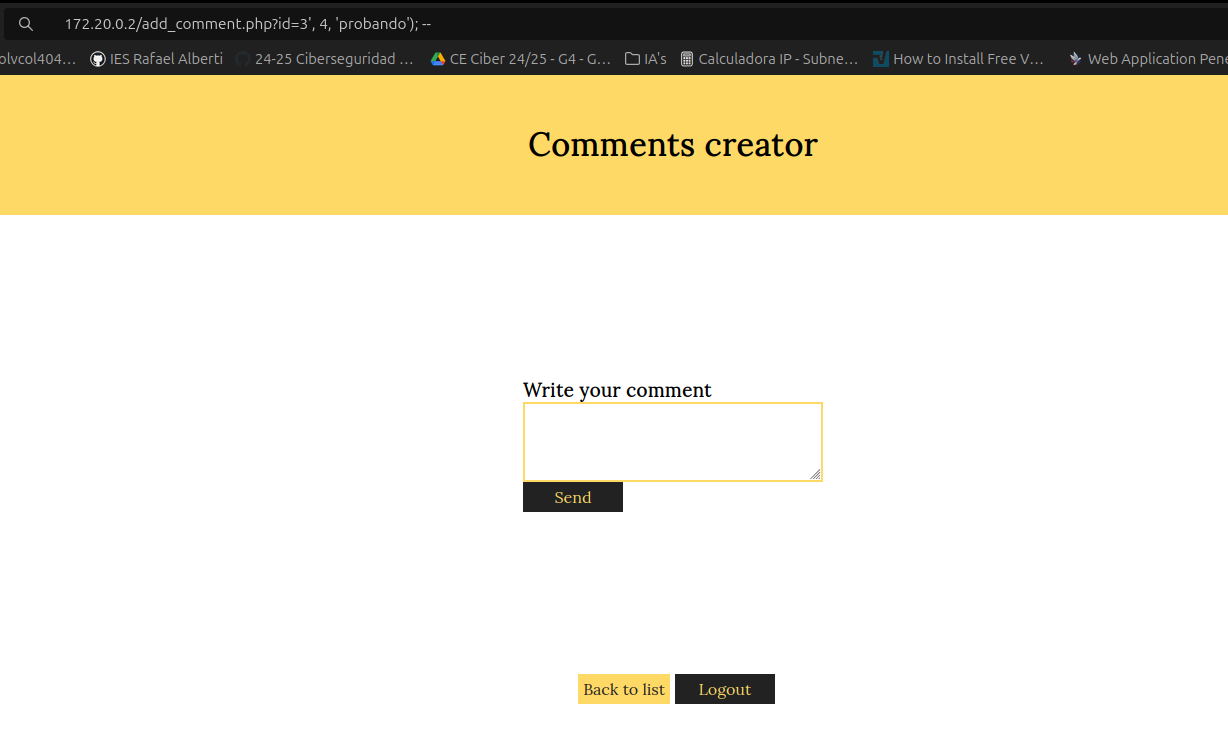 172.20.0.2/add_comment.php?id=3', 4, 'probando'); --
olvcol404... IES Rafael Alberti 24-25 Ciberseguridad ... CE Ciber 24/25 - G4 - G... IA's Calculadora IP - Subne... How to Install Free V... Web Application Pene
Comments creator
Write your comment
Send
Back to list Logout